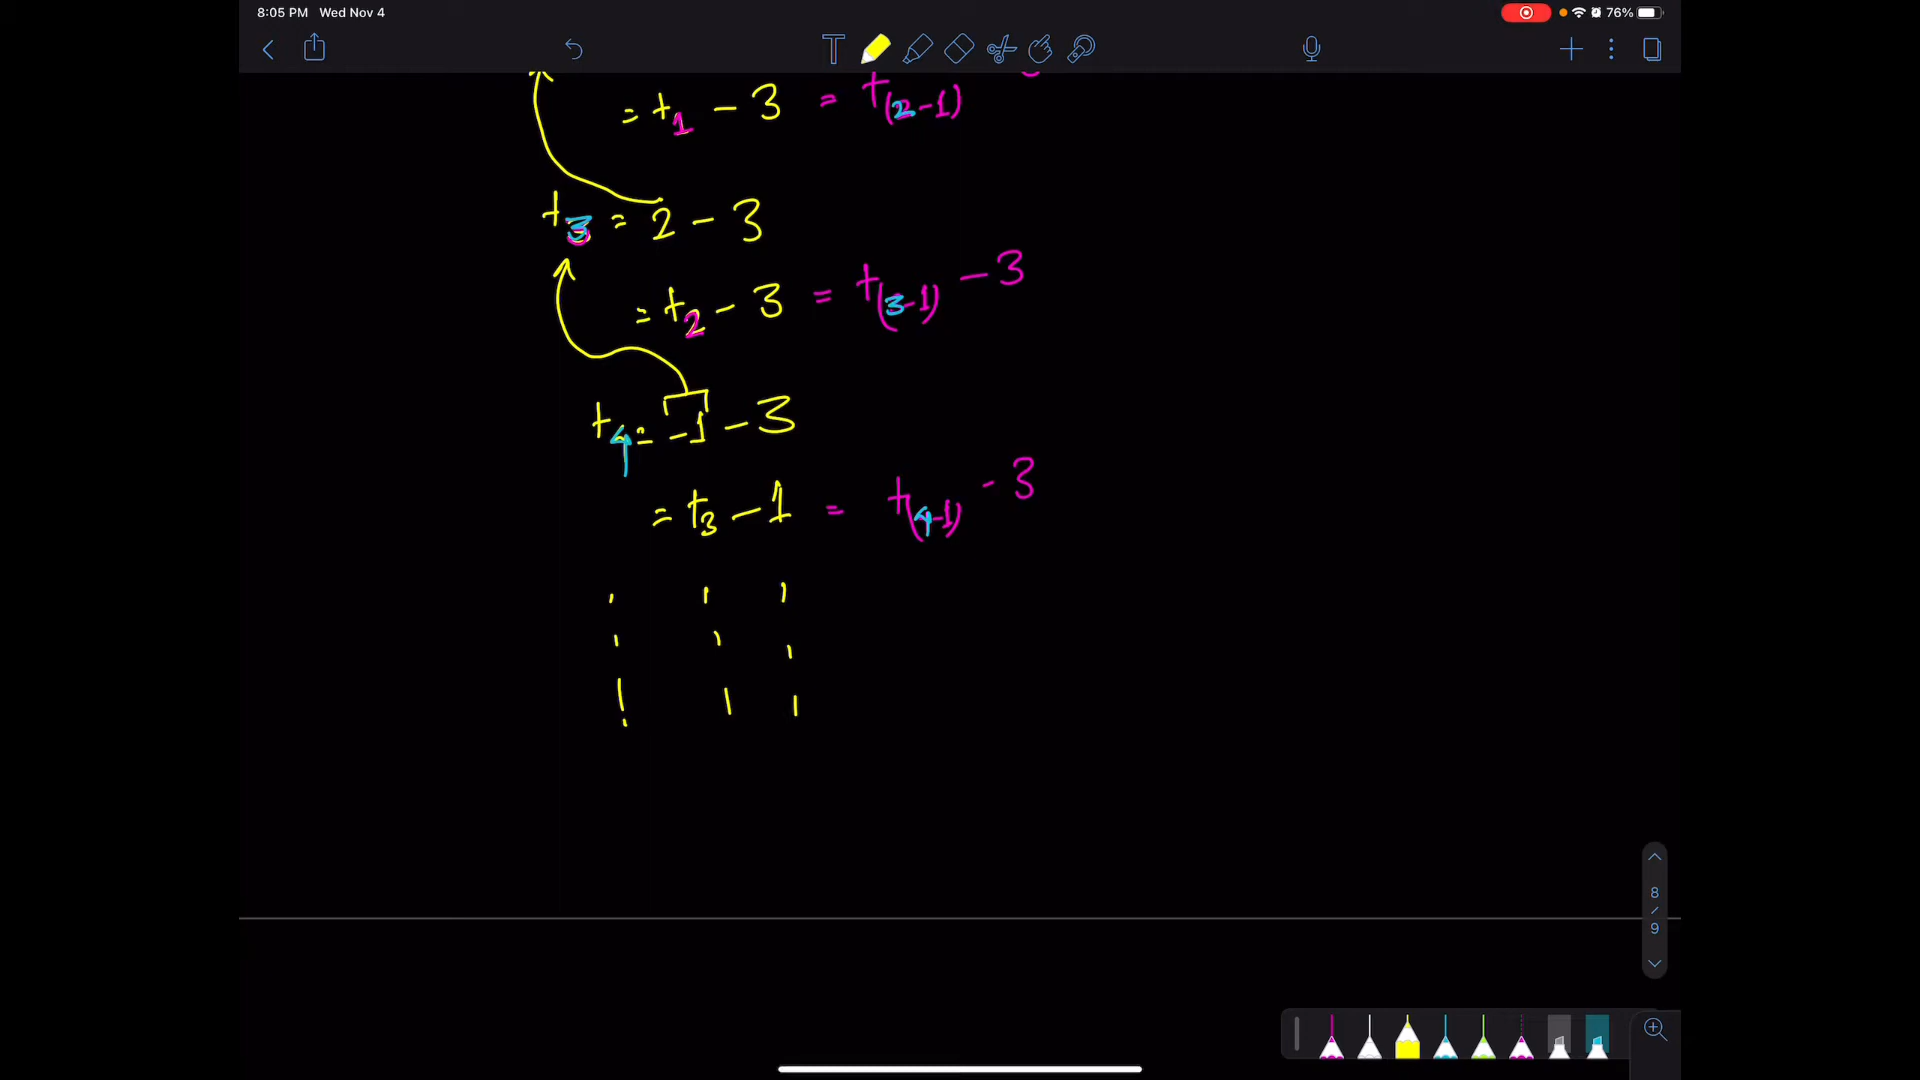 8:05 PM Wed Nov 4
76%
= t₁ - 3 = t₍₂₋₁₎
t₃ = 2 - 3
= t₂ - 3 = t₍₃₋₁₎ - 3
t₄ = -1 - 3
= t₃ - 1 = t₍₄₋₁₎ - 3
8
/
9